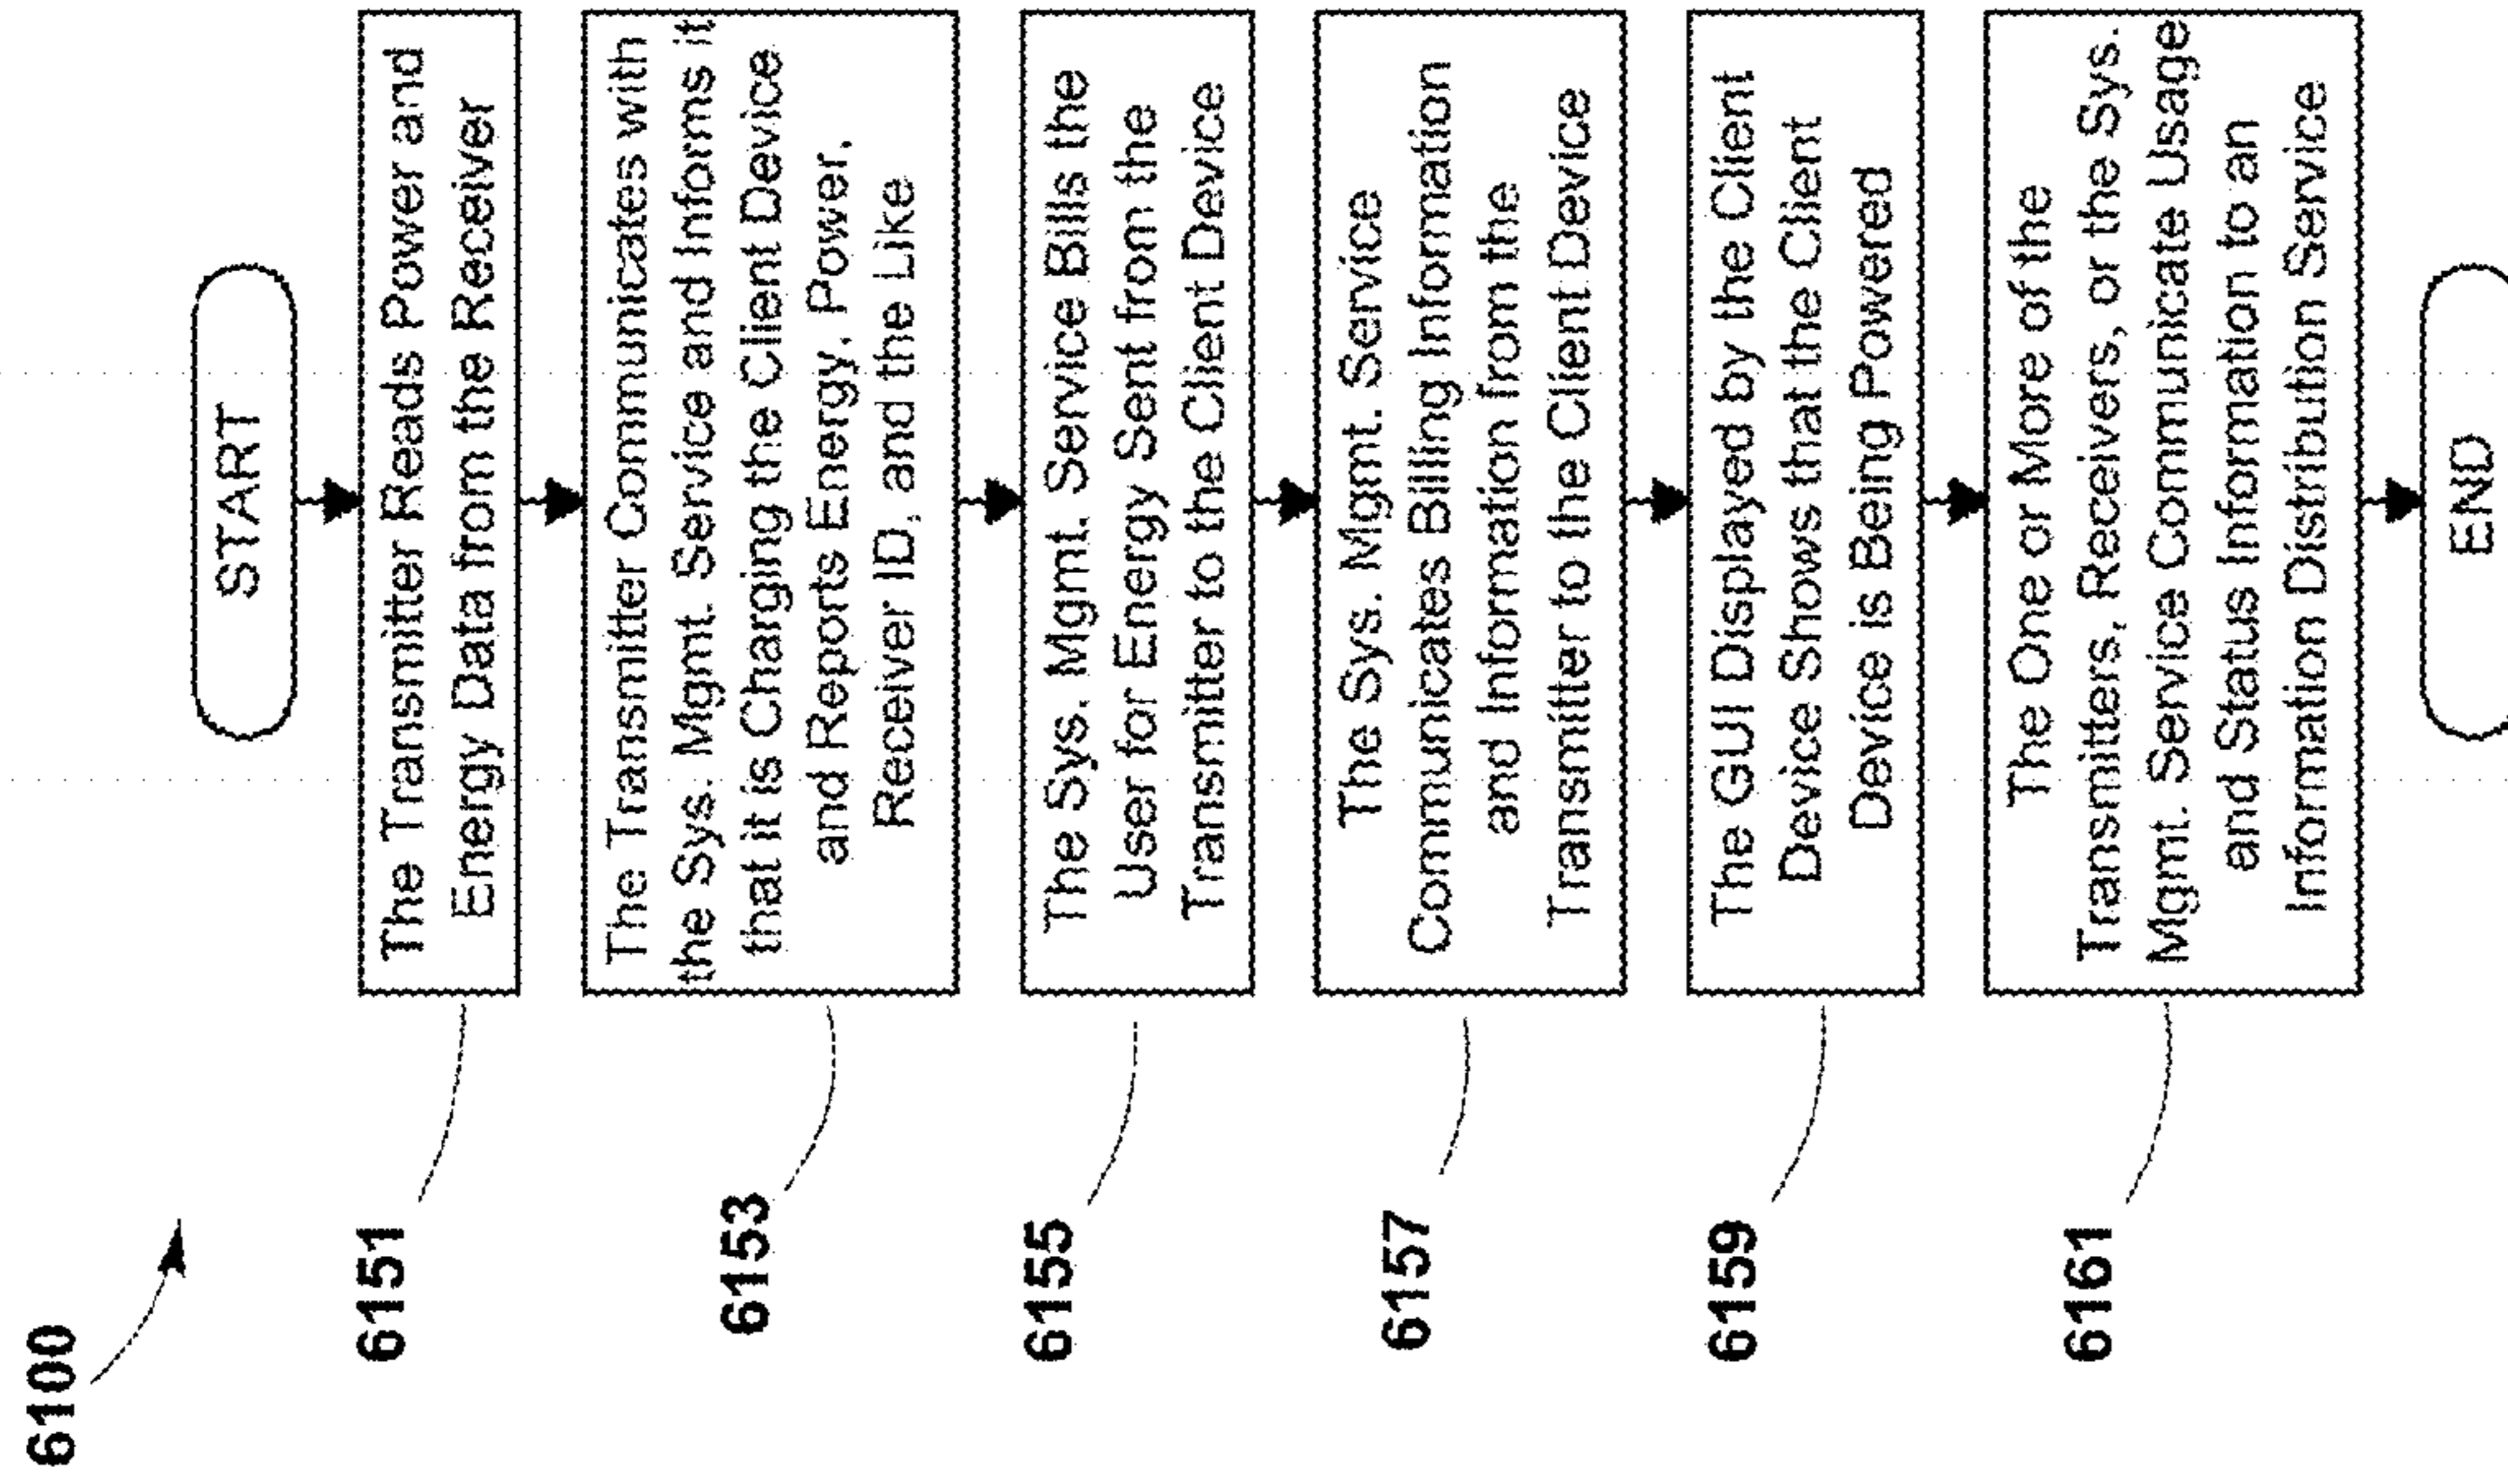 6100
START
6151
The Transmitter Reads Power and
Energy Data from the Receiver
6153
The Transmitter Communicates with
the Sys. Mgmt. Service and Informs it
that it is Charging the Client Device
and Reports Energy, Power,
Receiver ID, and the Like
6155
The Sys. Mgmt. Service Bills the
User for Energy Sent from the
Transmitter to the Client Device
6157
The Sys. Mgmt. Service
Communicates Billing Information
and Information from the
Transmitter to the Client Device
6159
The GUI Displayed by the Client
Device Shows that the Client
Device is Being Powered
6161
The One or More of the
Transmitters, Receivers, or the Sys.
Mgmt. Service Communicate Usage
and Status Information to an
Information Distribution Service
END